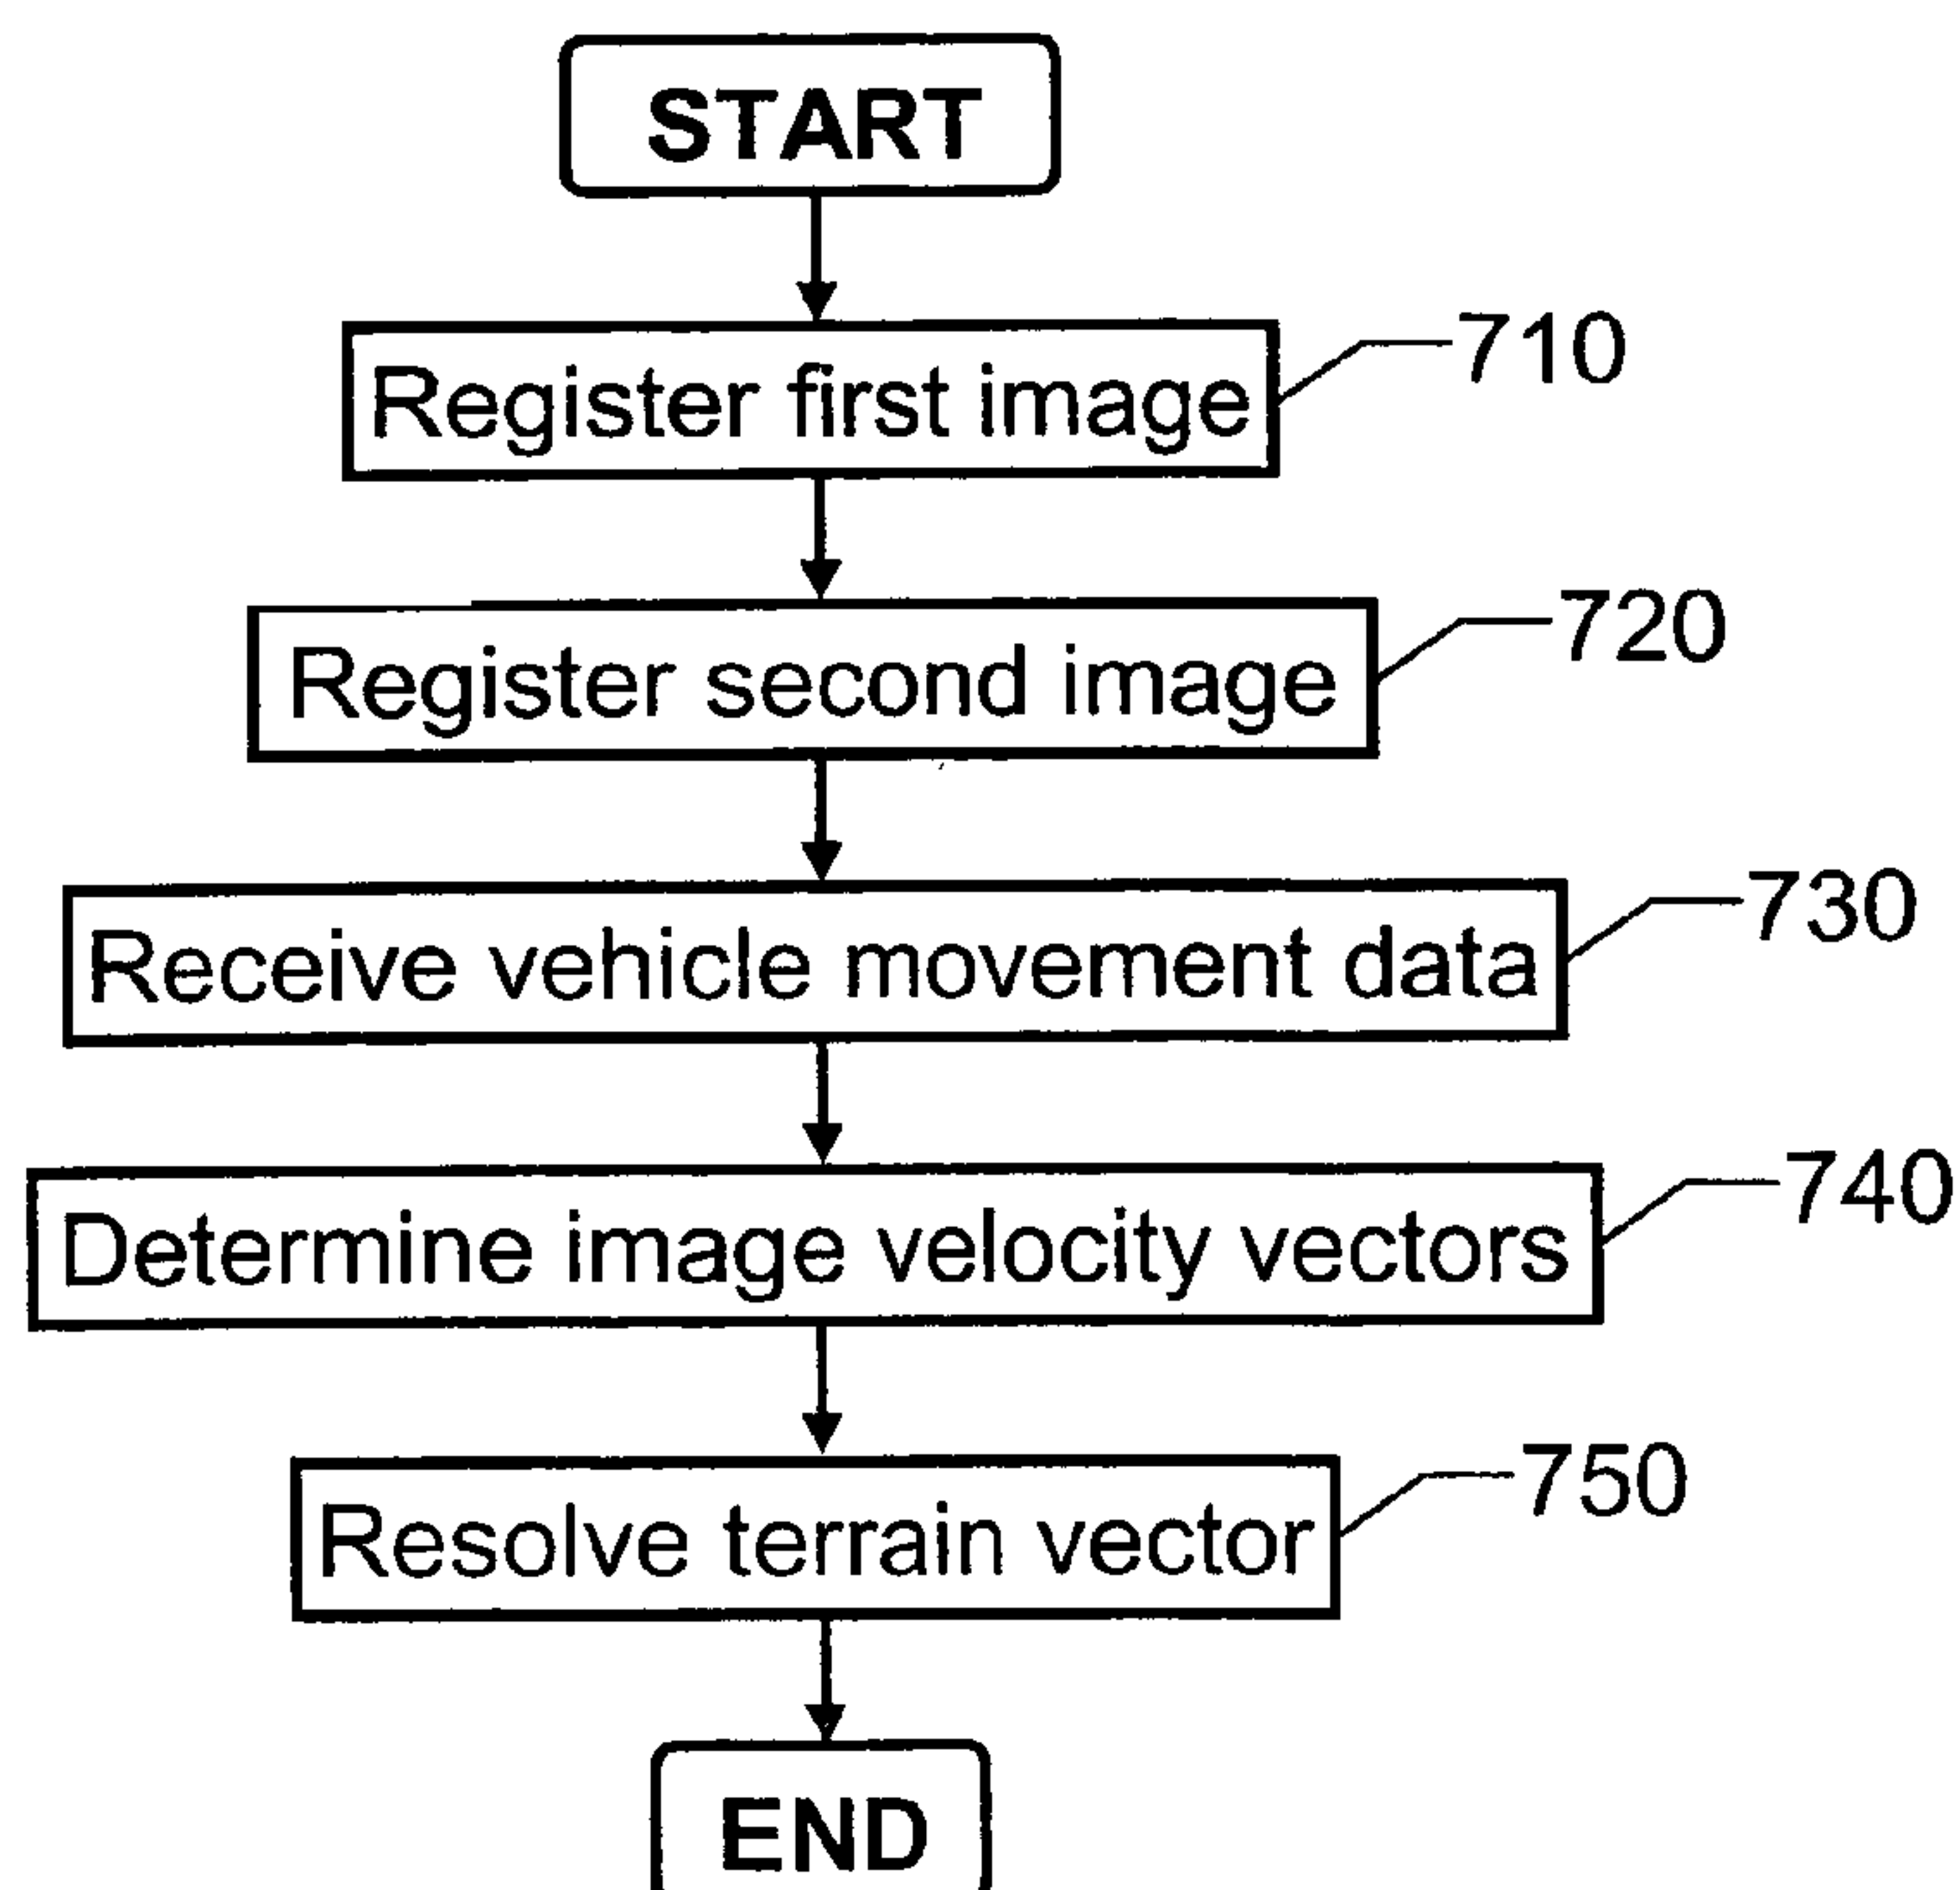 START
Register first image
710
Register second image
720
Receive vehicle movement data
730
Determine image velocity vectors
740
Resolve terrain vector
750
END